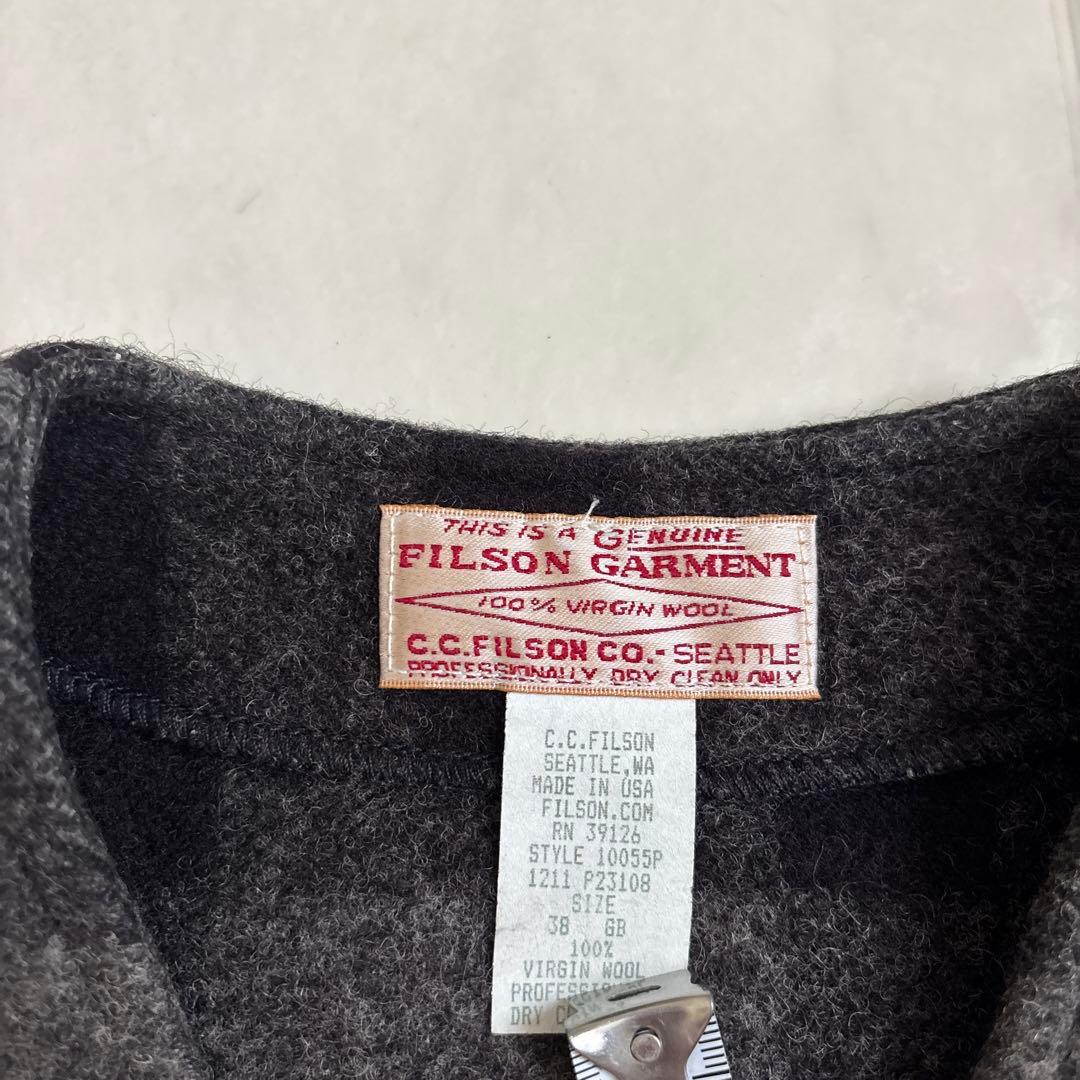 THIS IS A GENUINE
FILSON GARMENT
100% VIRGIN WOOL
C.C.FILSON CO.- SEATTLE
PROFESSIONALLY DRY CLEAN ONLY
C.C.FILSON
SEATTLE,WA
MADE IN USA
FILSON.COM
RN 39126
STYLE 10055P
1211 P23108
SIZE
38 GB
100%
VIRGIN WOOL
DRY